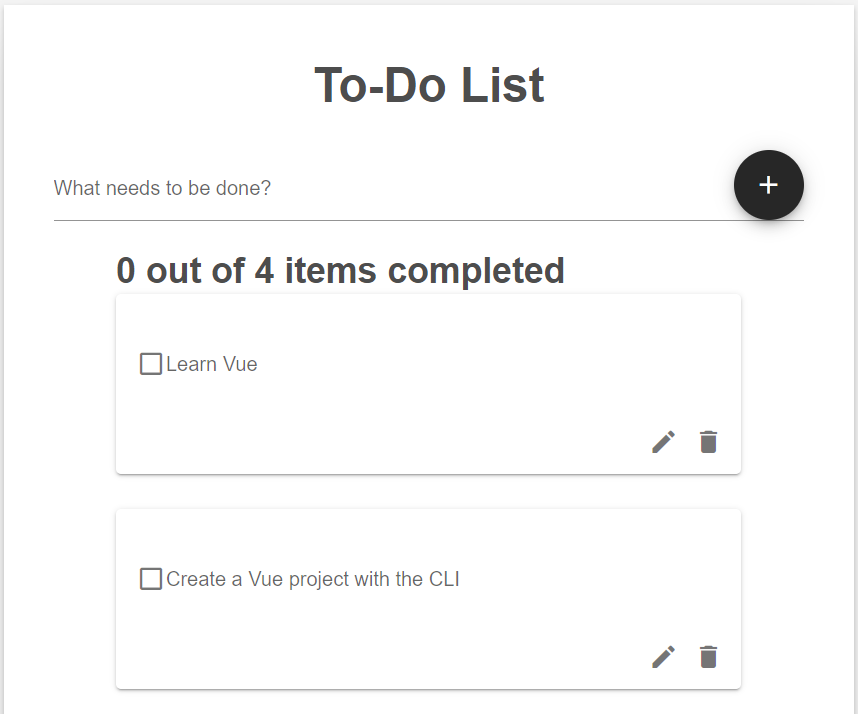 To-Do List
What needs to be done?
+
0 out of 4 items completed
Learn Vue
Create a Vue project with the CLI